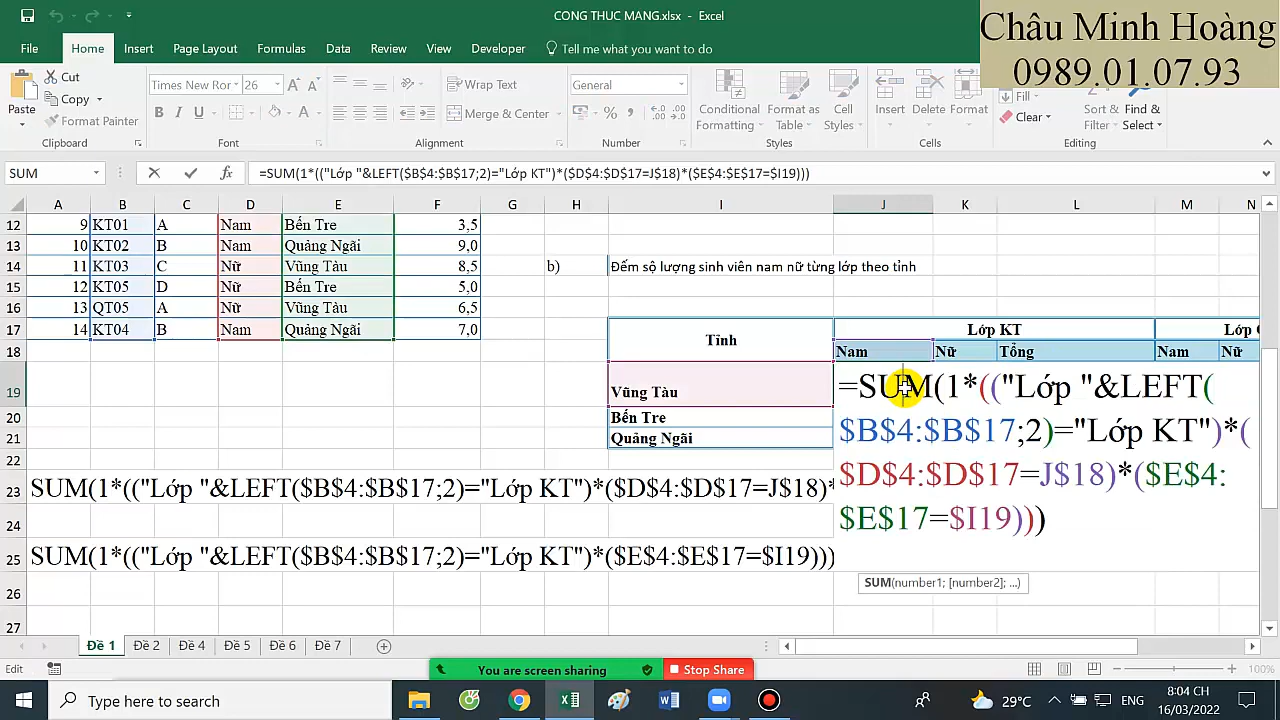 CONG THUC MANG.xlsx - Excel
Châu Minh Hoàng
0989.01.07.93
File Home Insert Page Layout Formulas Data Review View Developer Tell me what you want to do
Cut
Copy
Format Painter
Paste
Times New Ror 26
Wrap Text
Merge & Center
General
Conditional Formatting
Format as Table
Cell Styles
Insert Delete Format
Fill
Clear
Sort & Filter
Find & Select
Clipboard Font Alignment Number Styles Cells Editing
SUM =SUM(1*(("Lớp "&LEFT($B$4:$B$17;2)="Lớp KT")*($D$4:$D$17=J$18)*($E$4:$E$17=$I19)))
A B C D E F G H I J K L M N
12 9 KT01 A Nam Bến Tre 3,5
13 10 KT02 B Nam Quảng Ngãi 9,0
14 11 KT03 C Nữ Vũng Tàu 8,5 b) Đếm sộ lượng sinh viên nam nữ từng lớp theo tỉnh
15 12 KT05 D Nữ Bến Tre 5,0
16 13 QT05 A Nữ Vũng Tàu 6,5
17 14 KT04 B Nam Quảng Ngãi 7,0
Tỉnh Lớp KT
18 Nam Nữ Tổng Nam Nữ
19 Vũng Tàu
=SUM(1*(("Lớp "&LEFT(
$B$4:$B$17;2)="Lớp KT")*(
$D$4:$D$17=J$18)*($E$4:
$E$17=$I19)))
20 Bến Tre
21 Quảng Ngãi
22
23 SUM(1*(("Lớp "&LEFT($B$4:$B$17;2)="Lớp KT")*($D$4:$D$17=J$18)*
24
25 SUM(1*(("Lớp "&LEFT($B$4:$B$17;2)="Lớp KT")*($E$4:$E$17=$I19)))
26
SUM(number1; [number2]; ...)
27
Đề 1 Đề 2 Đề 4 Đề 5 Đề 6 Đề 7
Edit
You are screen sharing
Stop Share
100%
Type here to search
29°C
ENG
8:04 CH
16/03/2022